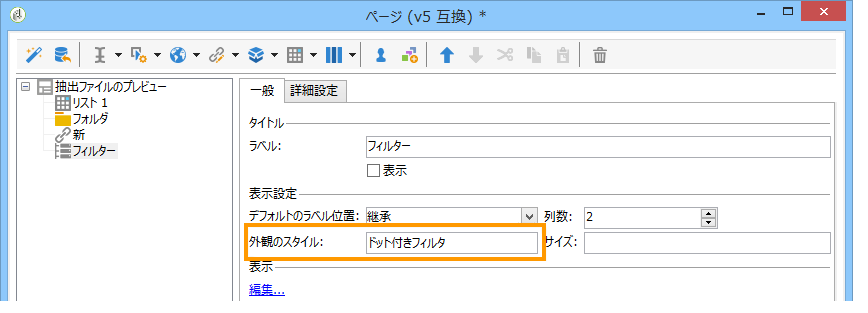 ページ (v5 互換) *
抽出ファイルのプレビュー
リスト 1
フォルダ
新
フィルター
一般 詳細設定
タイトル
ラベル: フィルター
表示
表示設定
デフォルトのラベル位置: 継承 列数: 2
外観のスタイル: ドット付きフィルタ サイズ:
表示
編集...